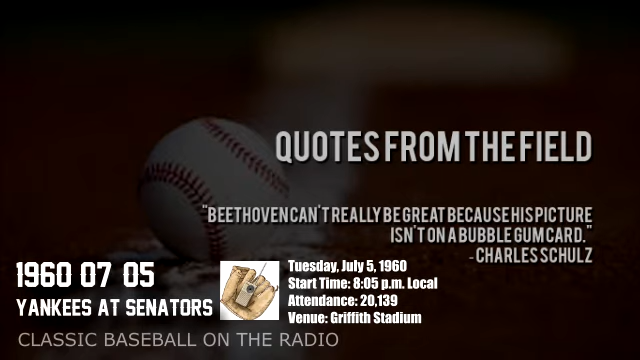 QUOTES FROM THE FIELD
"BEETHOVEN CAN'T REALLY BE GREAT BECAUSE HIS PICTURE
ISN'T ON A BUBBLE GUM CARD."
- CHARLES SCHULZ
1960 07 05
YANKEES AT SENATORS
Tuesday, July 5, 1960
Start Time: 8:05 p.m. Local
Attendance: 20,139
Venue: Griffith Stadium
CLASSIC BASEBALL ON THE RADIO